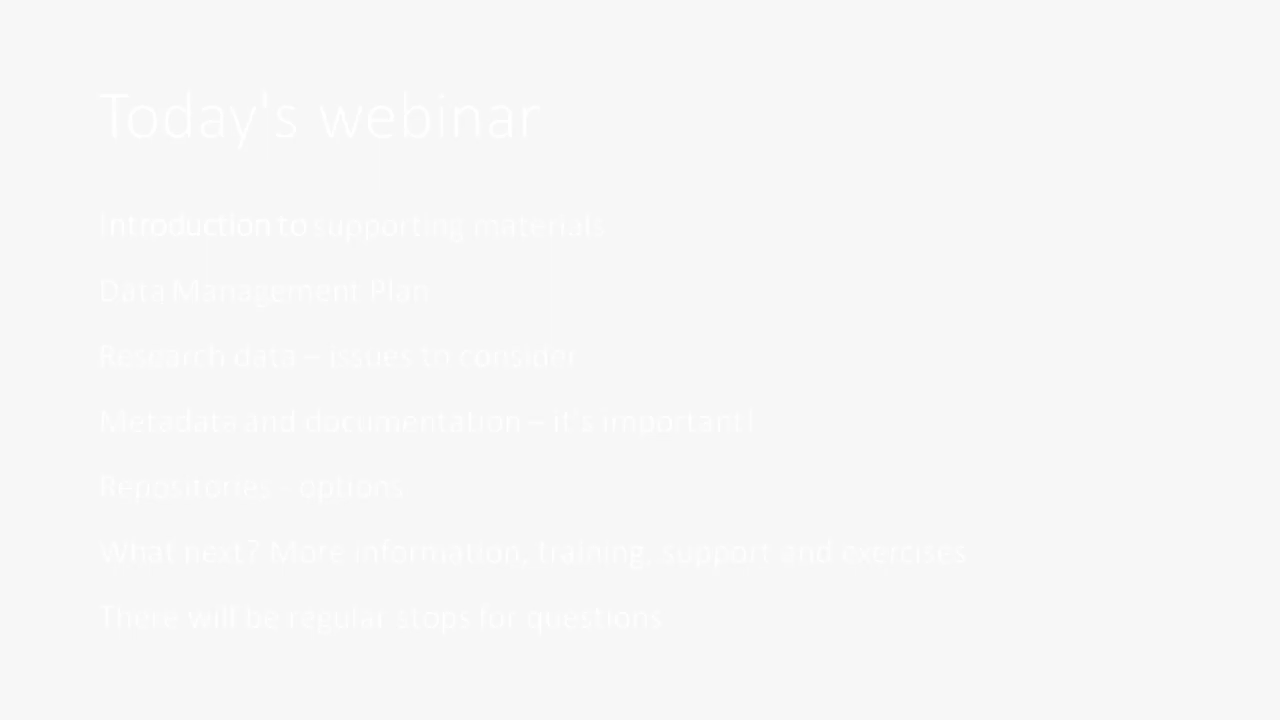 Today's webinar
Introduction to supporting materials
Data Management Plan
Research data – issues to consider
Metadata and documentation – it's important!
Repositories - options
What next? More information, training, support and exercises
There will be regular stops for questions